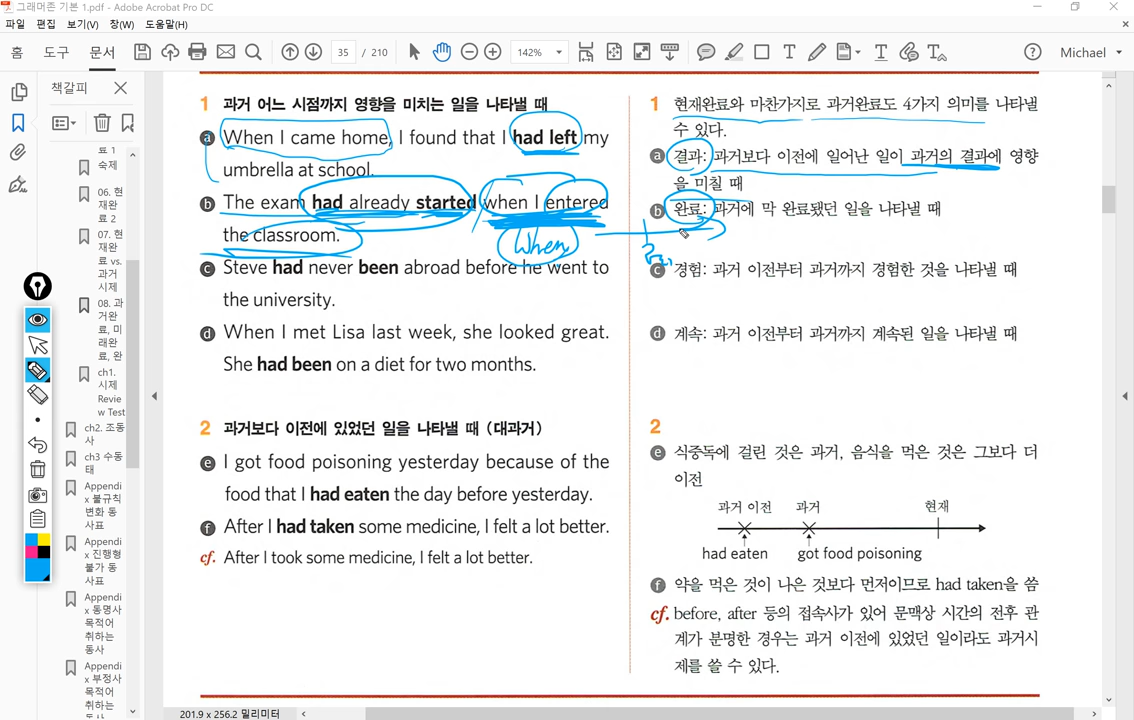 그래머존 기본 1.pdf - Adobe Acrobat Pro DC
파일 편집 보기(V) 창(W) 도움말(H)
홈 도구 문서 35 / 210 142% Michael
책갈피
료 1
숙제
06. 현
재완
료 2
07. 현
재완
료 vs.
과거
시제
08. 과
거완
료, 미
래완
료, 완
ch1.
시제
Revie
w Test
ch2. 조동
사
ch3 수동
태
Appendi
x 불규칙
변화 동
사표
Appendi
x 진행형
불가 동
사표
Appendi
x 동명사
목적어
취하는
동사
Appendi
x 부정사
목적어
취하는
1 과거 어느 시점까지 영향을 미치는 일을 나타낼 때
a When I came home, I found that I had left my
umbrella at school.
b The exam had already started when I entered
the classroom.
when
c Steve had never been abroad before he went to
the university.
d When I met Lisa last week, she looked great.
She had been on a diet for two months.
2 과거보다 이전에 있었던 일을 나타낼 때 (대과거)
e I got food poisoning yesterday because of the
food that I had eaten the day before yesterday.
f After I had taken some medicine, I felt a lot better.
cf. After I took some medicine, I felt a lot better.
1 현재완료와 마찬가지로 과거완료도 4가지 의미를 나타낼
수 있다.
a 결과: 과거보다 이전에 일어난 일이 과거의 결과에 영향
을 미칠 때
b 완료: 과거에 막 완료됐던 일을 나타낼 때
c 경험: 과거 이전부터 과거까지 경험한 것을 나타낼 때
d 계속: 과거 이전부터 과거까지 계속된 일을 나타낼 때
2
e 식중독에 걸린 것은 과거, 음식을 먹은 것은 그보다 더
이전
과거 이전 과거 현재
had eaten got food poisoning
f 약을 먹은 것이 나은 것보다 먼저이므로 had taken을 씀
cf. before, after 등의 접속사가 있어 문맥상 시간의 전후 관
계가 분명한 경우는 과거 이전에 있었던 일이라도 과거시
제를 쓸 수 있다.
201.9 x 256.2 밀리미터